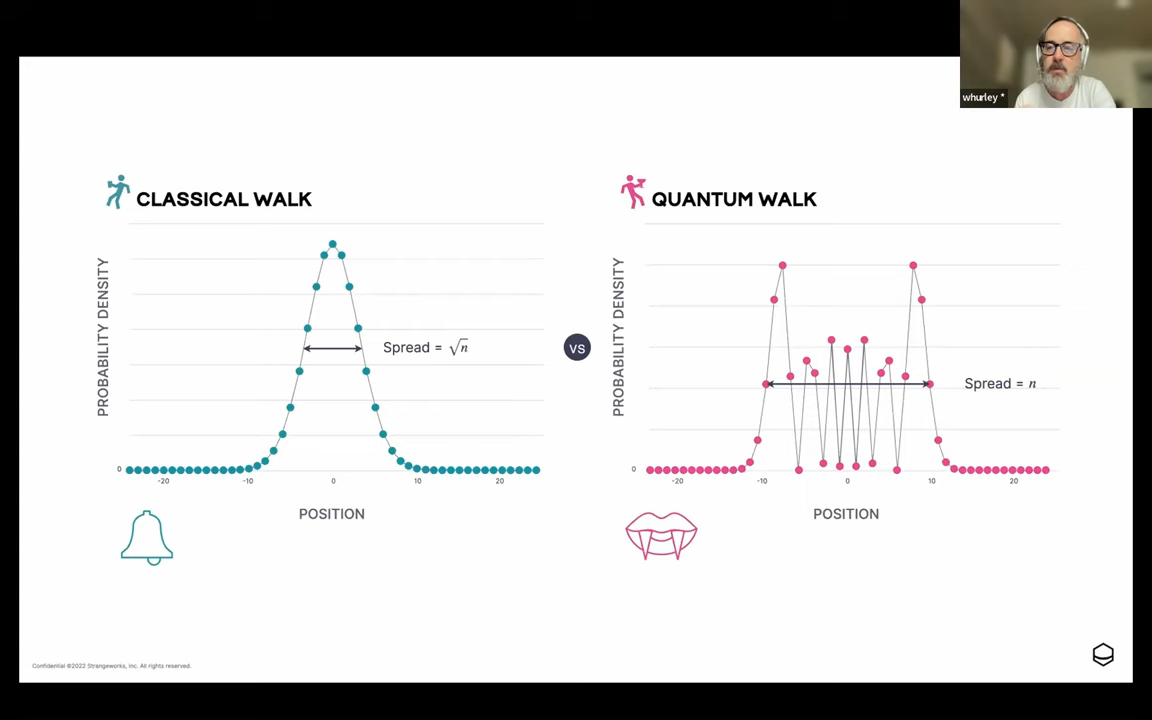 whurley *
CLASSICAL WALK
PROBABILITY DENSITY
Spread = √n
0
-20
-10
0
10
20
POSITION
VS
QUANTUM WALK
PROBABILITY DENSITY
Spread = n
0
-20
-10
0
10
20
POSITION
Confidential ©2022 Strangeworks, Inc. All rights reserved.